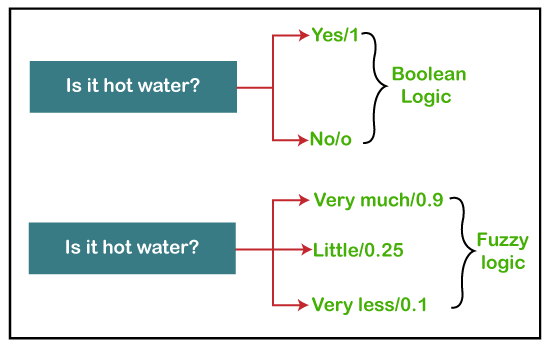 Is it hot water?
Yes/1
No/o
Boolean
Logic
Is it hot water?
Very much/0.9
Little/0.25
Very less/0.1
Fuzzy
logic